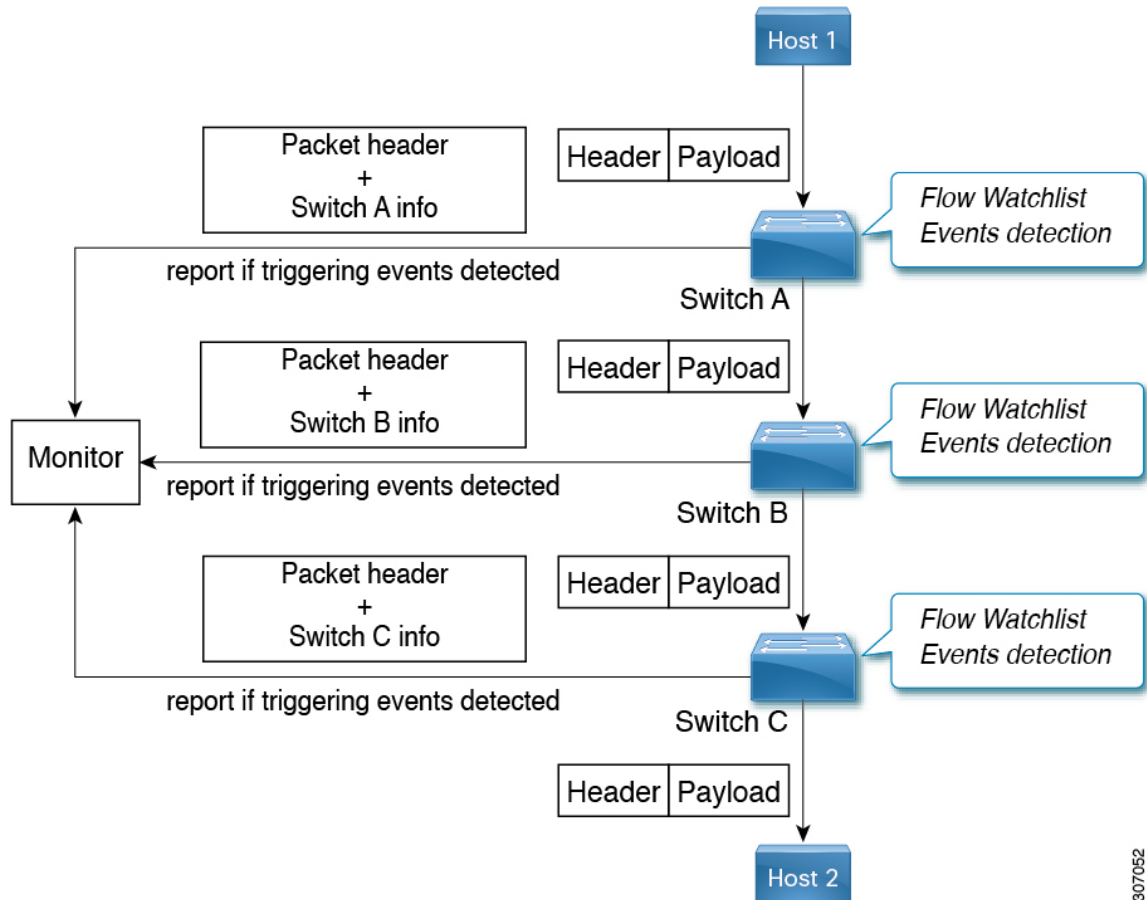 Host 1
Packet header
+
Switch A info
Header Payload
Flow Watchlist
Events detection
report if triggering events detected
Switch A
Packet header
+
Switch B info
Header Payload
Flow Watchlist
Events detection
Monitor
report if triggering events detected
Switch B
Packet header
+
Switch C info
Header Payload
Flow Watchlist
Events detection
report if triggering events detected
Switch C
Header Payload
Host 2
307052